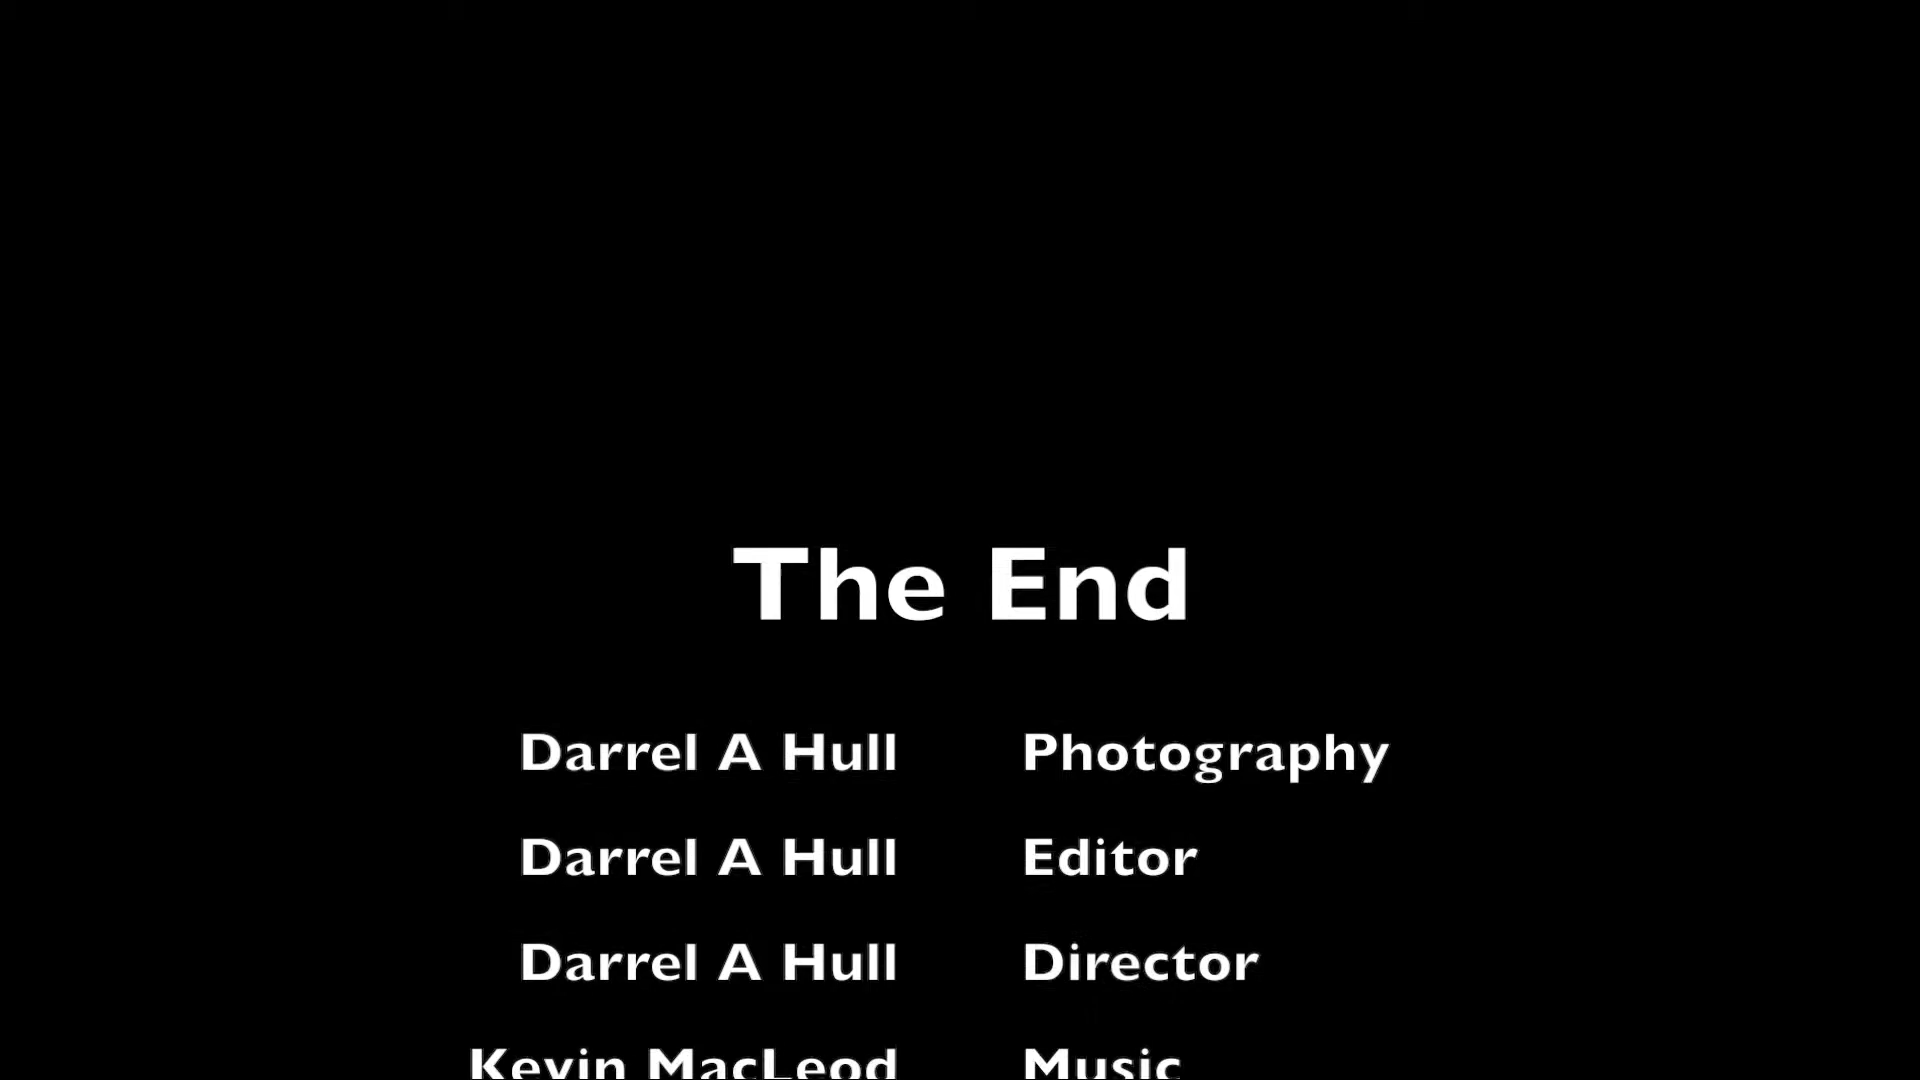 The End
Darrel A Hull Photography
Darrel A Hull Editor
Darrel A Hull Director
Kevin MacLeod Music